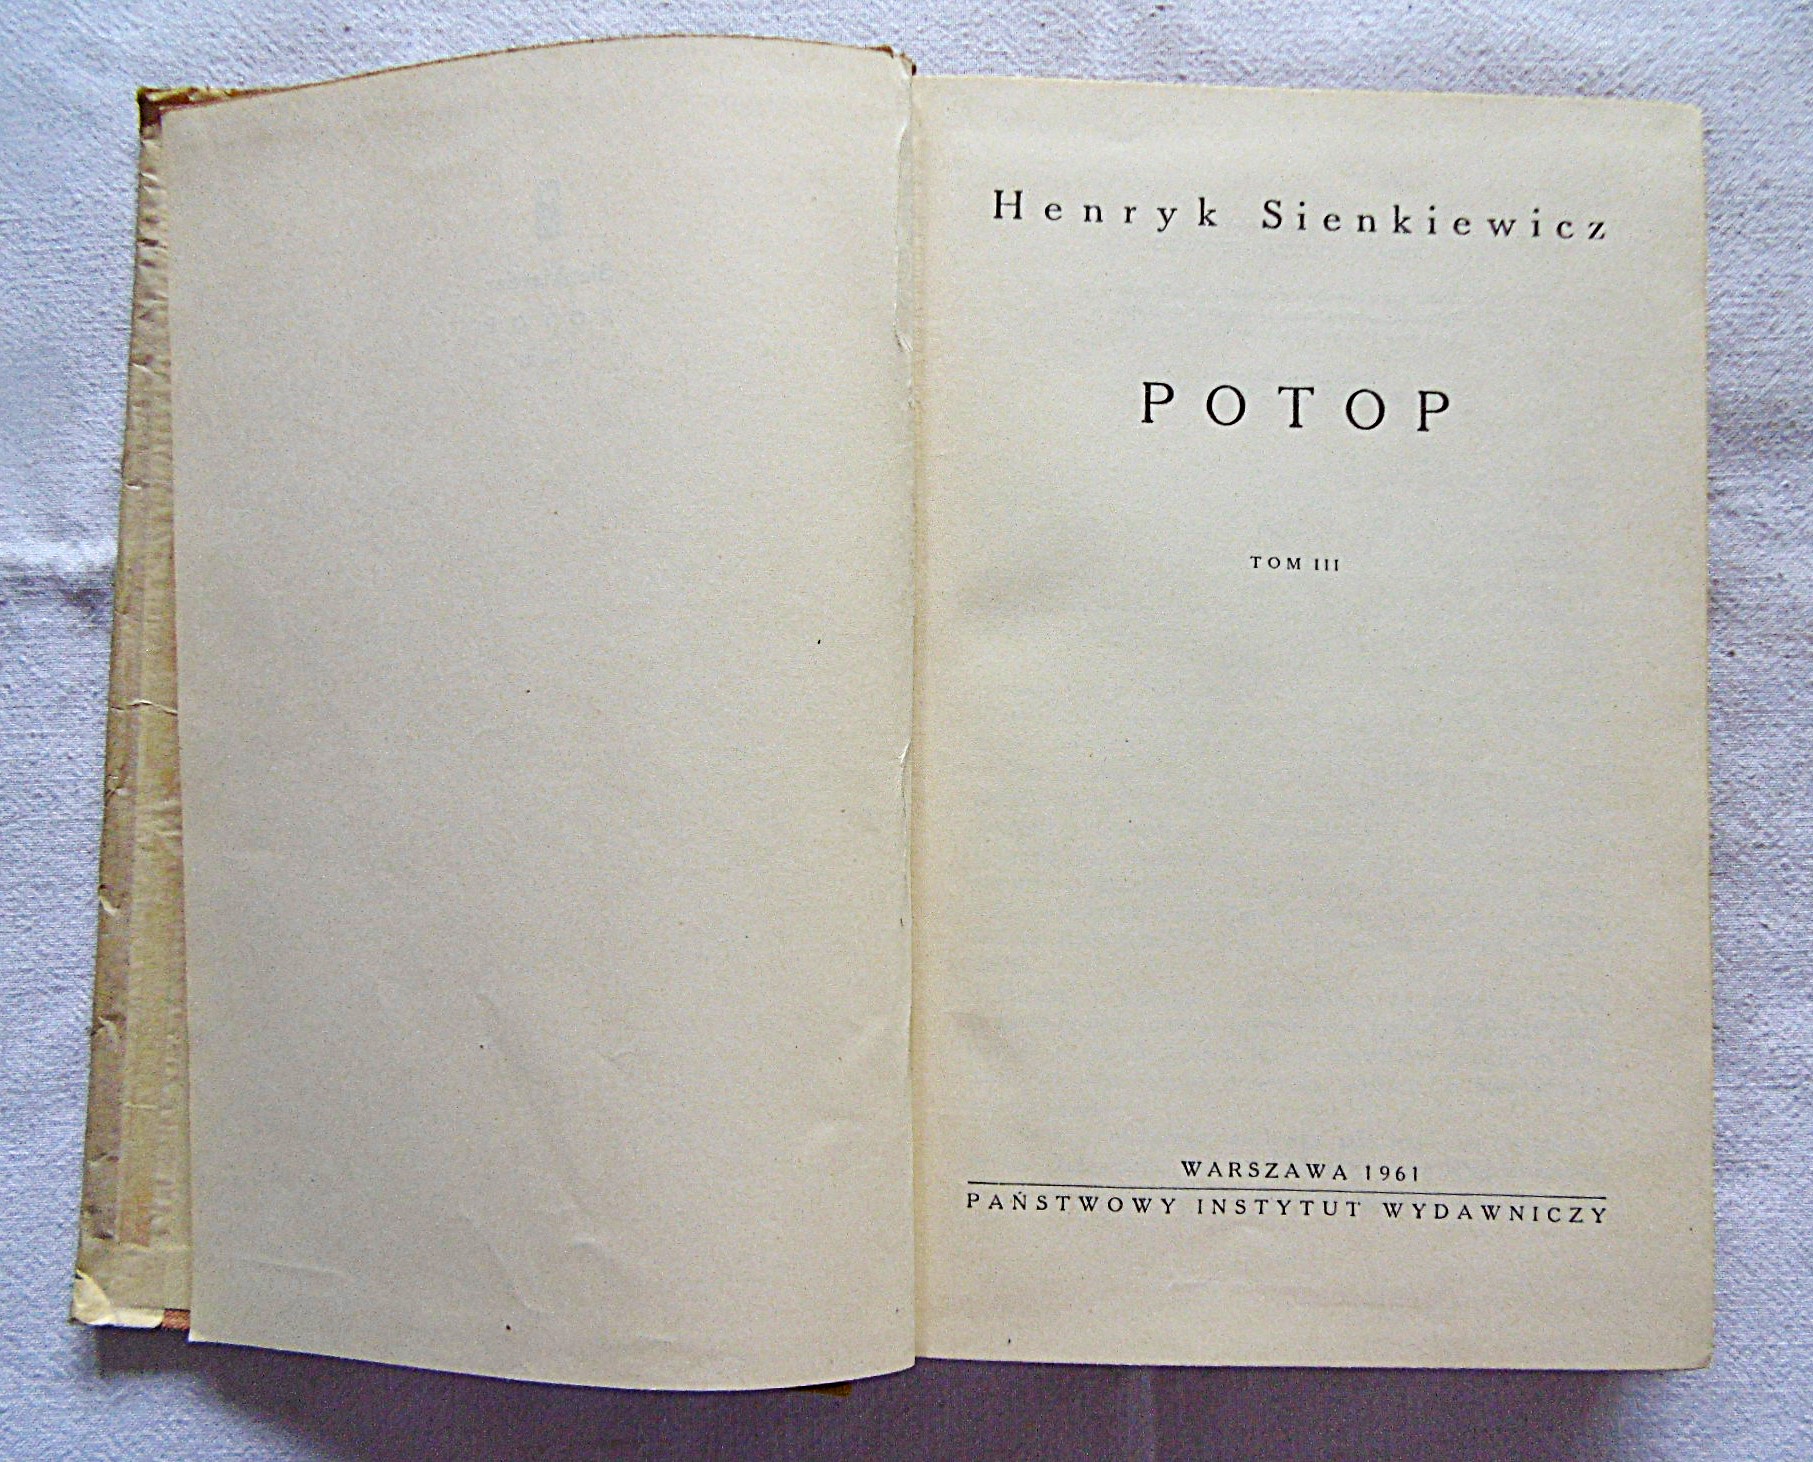 Henryk Sienkiewicz
POTOP
TOM III
WARSZAWA 1961
PAŃSTWOWY INSTYTUT WYDAWNICZY